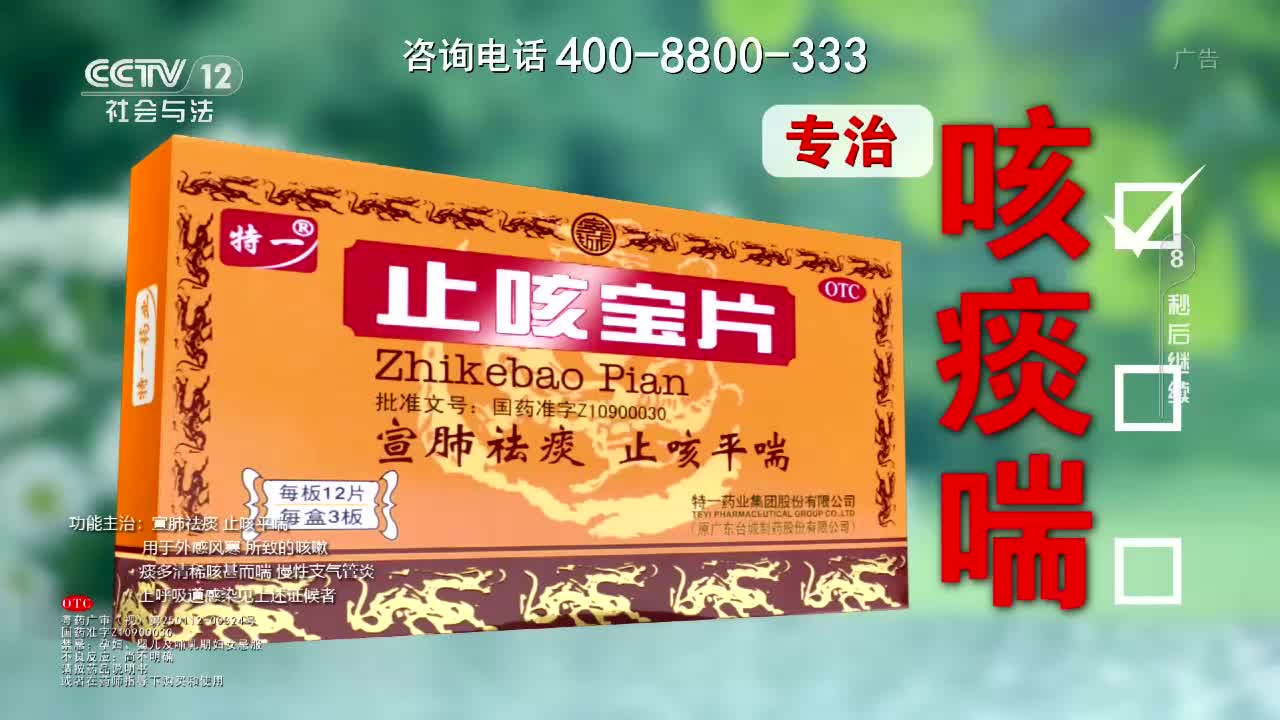 咨询电话 400-8800-333
CCTV 12
社会与法
广告
专治
咳
痰
喘
8
秒后继续
特一®
止咳宝片
OTC
Zhikebao Pian
批准文号：国药准字Z10900030
宣肺祛痰 止咳平喘
每板12片
每盒3板
特一药业集团股份有限公司
TEYI PHARMACEUTICAL GROUP CO.,LTD
（原广东台城制药股份有限公司）
功能主治：宣肺祛痰 止咳平喘
用于外感风寒 所致的咳嗽
痰多清稀咳甚而喘 慢性支气管炎
上呼吸道感染见上述证候者
OTC
国药准字Z10900030
禁忌：孕妇、婴儿及哺乳期妇女忌服
不良反应：尚不明确
请按药品说明书
或者在药师指导下购买和使用